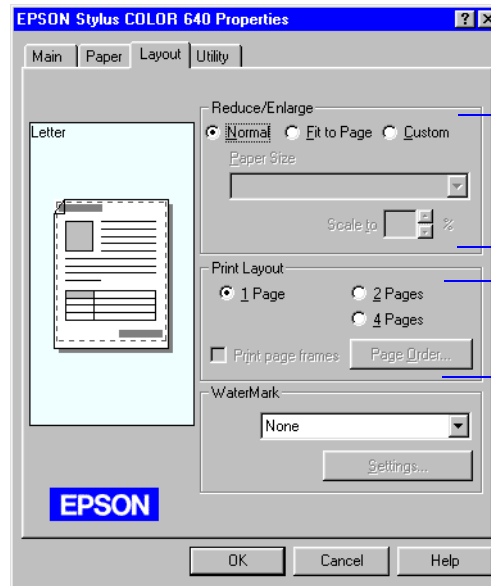 EPSON Stylus COLOR 640 Properties
Main Paper Layout Utility
Letter
Reduce/Enlarge
Normal Fit to Page Custom
Paper Size
Scale to %
Print Layout
1 Page 2 Pages
4 Pages
Print page frames Page Order...
WaterMark
None
Settings...
EPSON
OK Cancel Help